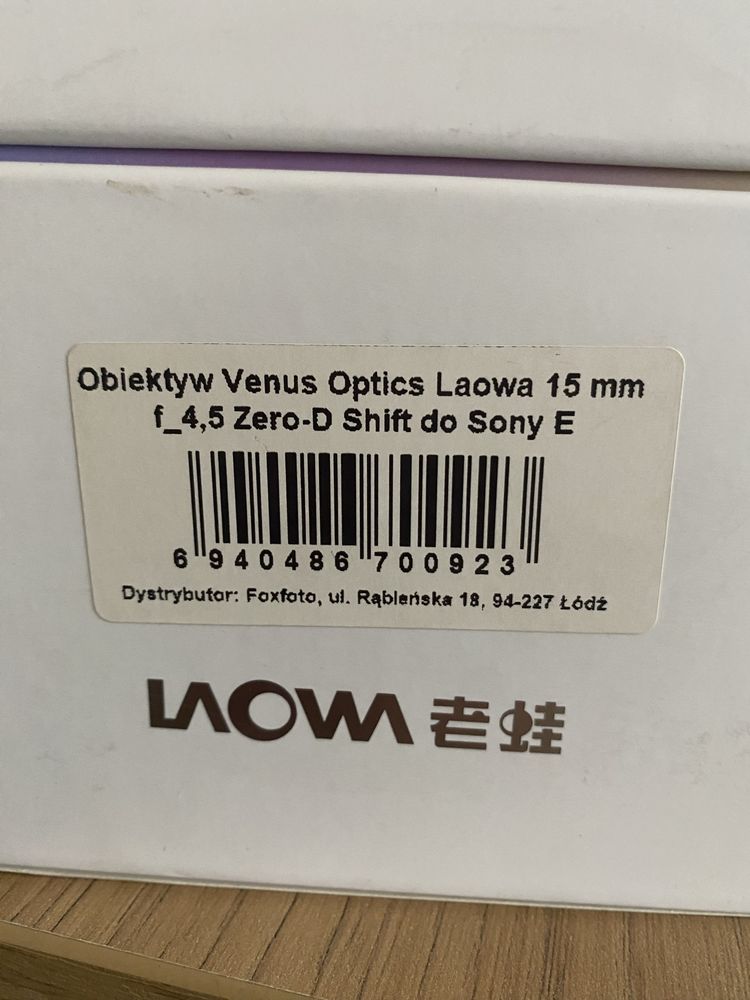 Obiektyw Venus Optics Laowa 15 mm
f_4,5 Zero-D Shift do Sony E
6 940486 700923
Dystrybutor: Foxfoto, ul. Rąbieńska 18, 94-227 Łódź
LAOWA 老蛙